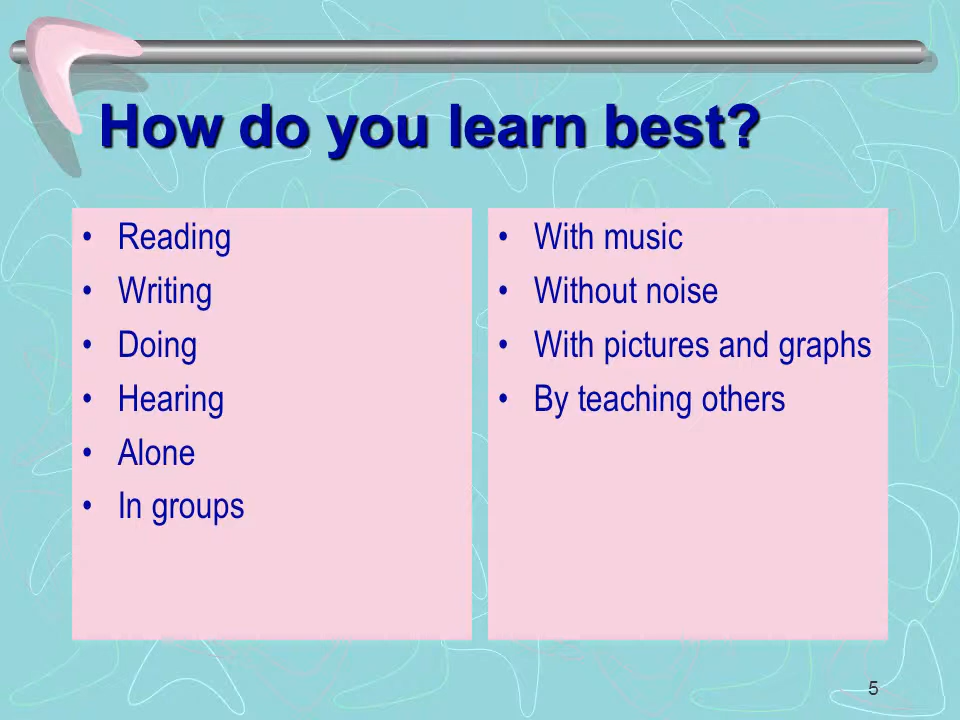 How do you learn best?
• Reading
• Writing
• Doing
• Hearing
• Alone
• In groups
• With music
• Without noise
• With pictures and graphs
• By teaching others
5